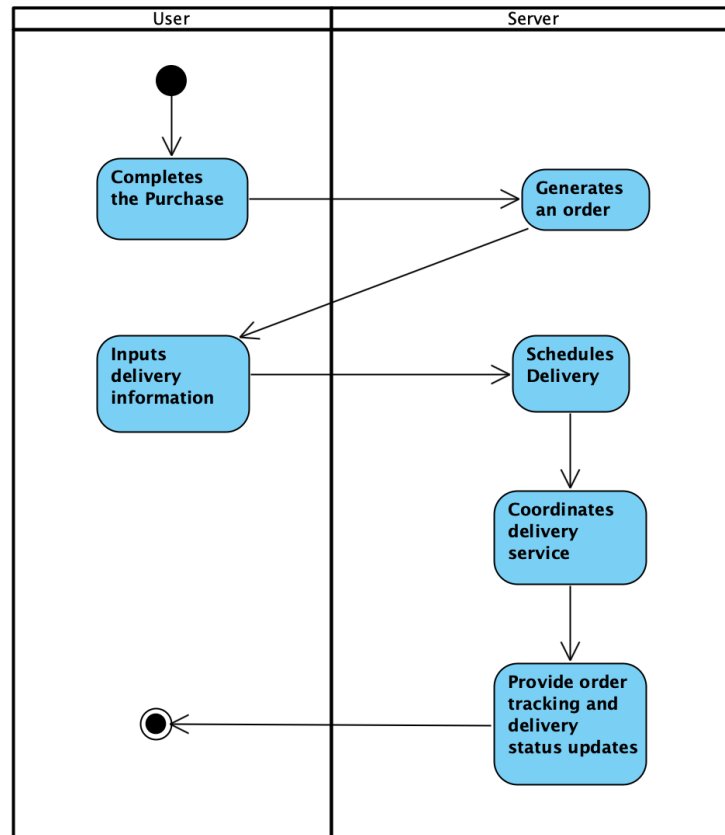 User
Server
Completes
the Purchase
Generates
an order
Inputs
delivery
information
Schedules
Delivery
Coordinates
delivery
service
Provide order
tracking and
delivery
status updates